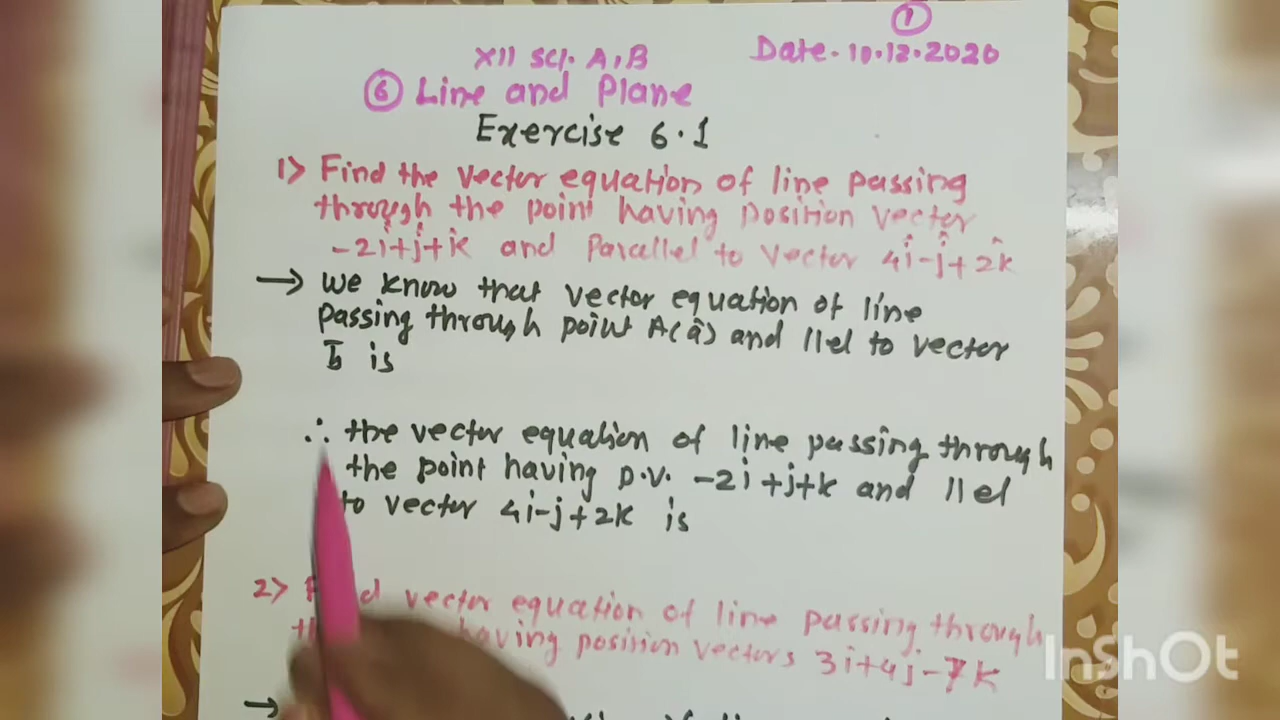 ①
XII Sci. A, B Date. 10.12.2020
⑥ Line and Plane
Exercise 6.1
1> Find the vector equation of line passing
through the point having position vector
-2i+j+k and Parallel to vector 4î-ĵ+2k̂
→ we know that vector equation of line
passing through point A(ā) and llel to vector
b̄ is
∴ the vector equation of line passing through
the point having p.v. -2i+j+k and llel
to vector 4i-j+2k is
2> vector equation of line passing through
having position vectors 3i+4j-7k
→
InShOt